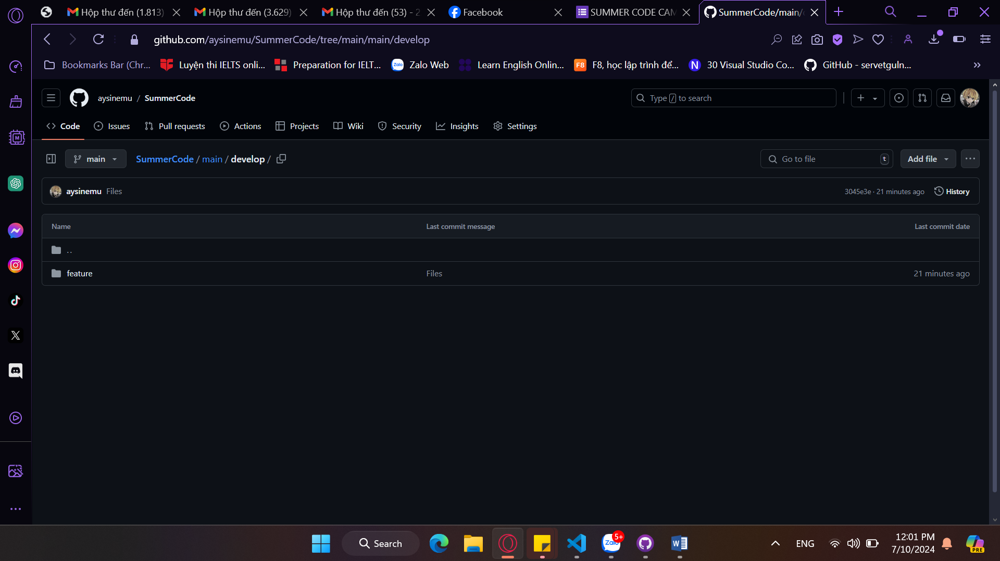 Hộp thư đến (1.813)
Hộp thư đến (3.629)
Hộp thư đến (53) - 2
Facebook
SUMMER CODE CAM
SummerCode/main/
github.com/aysinemu/SummerCode/tree/main/main/develop
Bookmarks Bar (Chr...
Luyện thi IELTS onli...
Preparation for IELT...
Zalo Web
Learn English Onlin...
F8, học lập trình để...
30 Visual Studio Co...
GitHub - servetguln...
aysinemu / SummerCode
Type / to search
Code
Issues
Pull requests
Actions
Projects
Wiki
Security
Insights
Settings
main
SummerCode / main / develop /
Go to file
t
Add file
aysinemu Files
3045e3e · 21 minutes ago
History
Name
Last commit message
Last commit date
..
feature
Files
21 minutes ago
Search
5+
Zalo
ENG
12:01 PM
7/10/2024
PRE